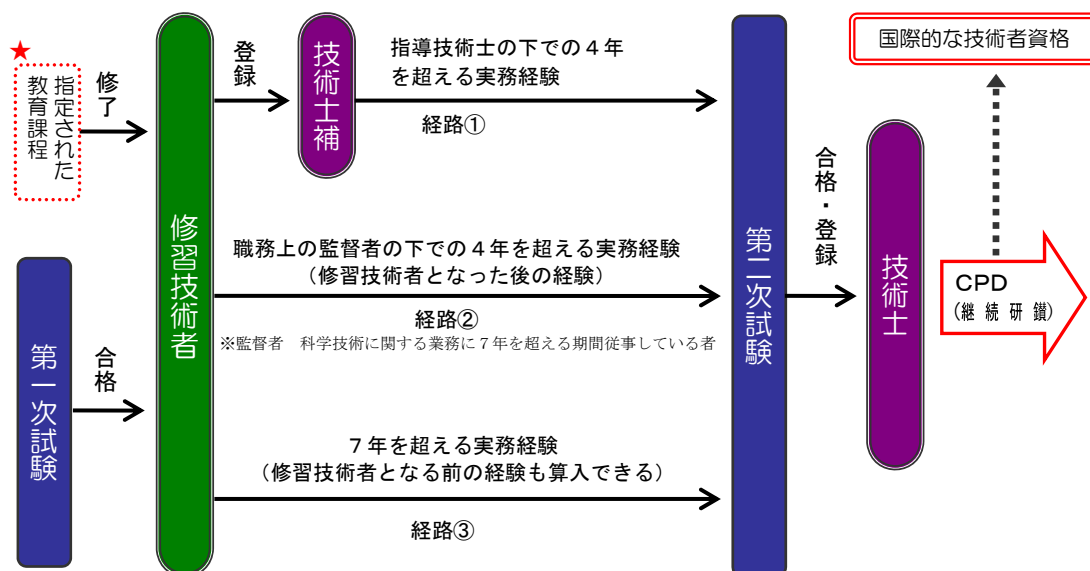 ★
指定された
教育課程
修了
第一次試験
合格
修習技術者
登録
技術士補
指導技術士の下での４年
を超える実務経験
経路①
職務上の監督者の下での４年を超える実務経験
（修習技術者となった後の経験）
経路②
※監督者　科学技術に関する業務に７年を超える期間従事している者
７年を超える実務経験
（修習技術者となる前の経験も算入できる）
経路③
第二次試験
合格・登録
技術士
国際的な技術者資格
CPD
（継 続 研 鑽）